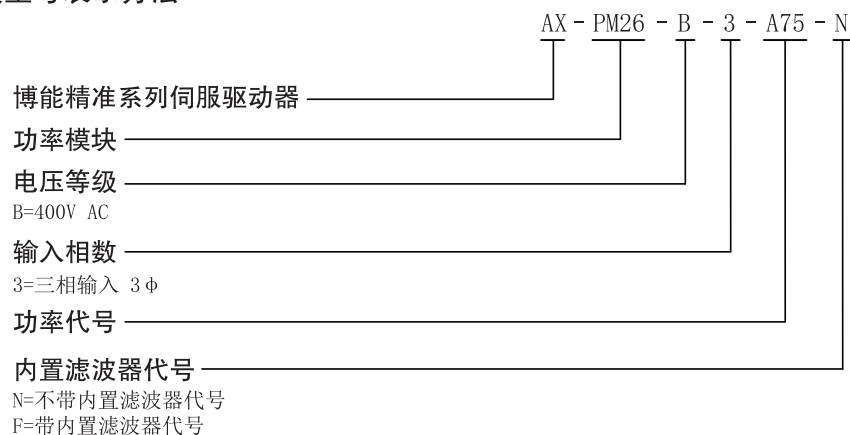 AX - PM26 - B - 3 - A75 - N
博能精准系列伺服驱动器
功率模块
电压等级
B=400V AC
输入相数
3=三相输入 3φ
功率代号
内置滤波器代号
N=不带内置滤波器代号
F=带内置滤波器代号